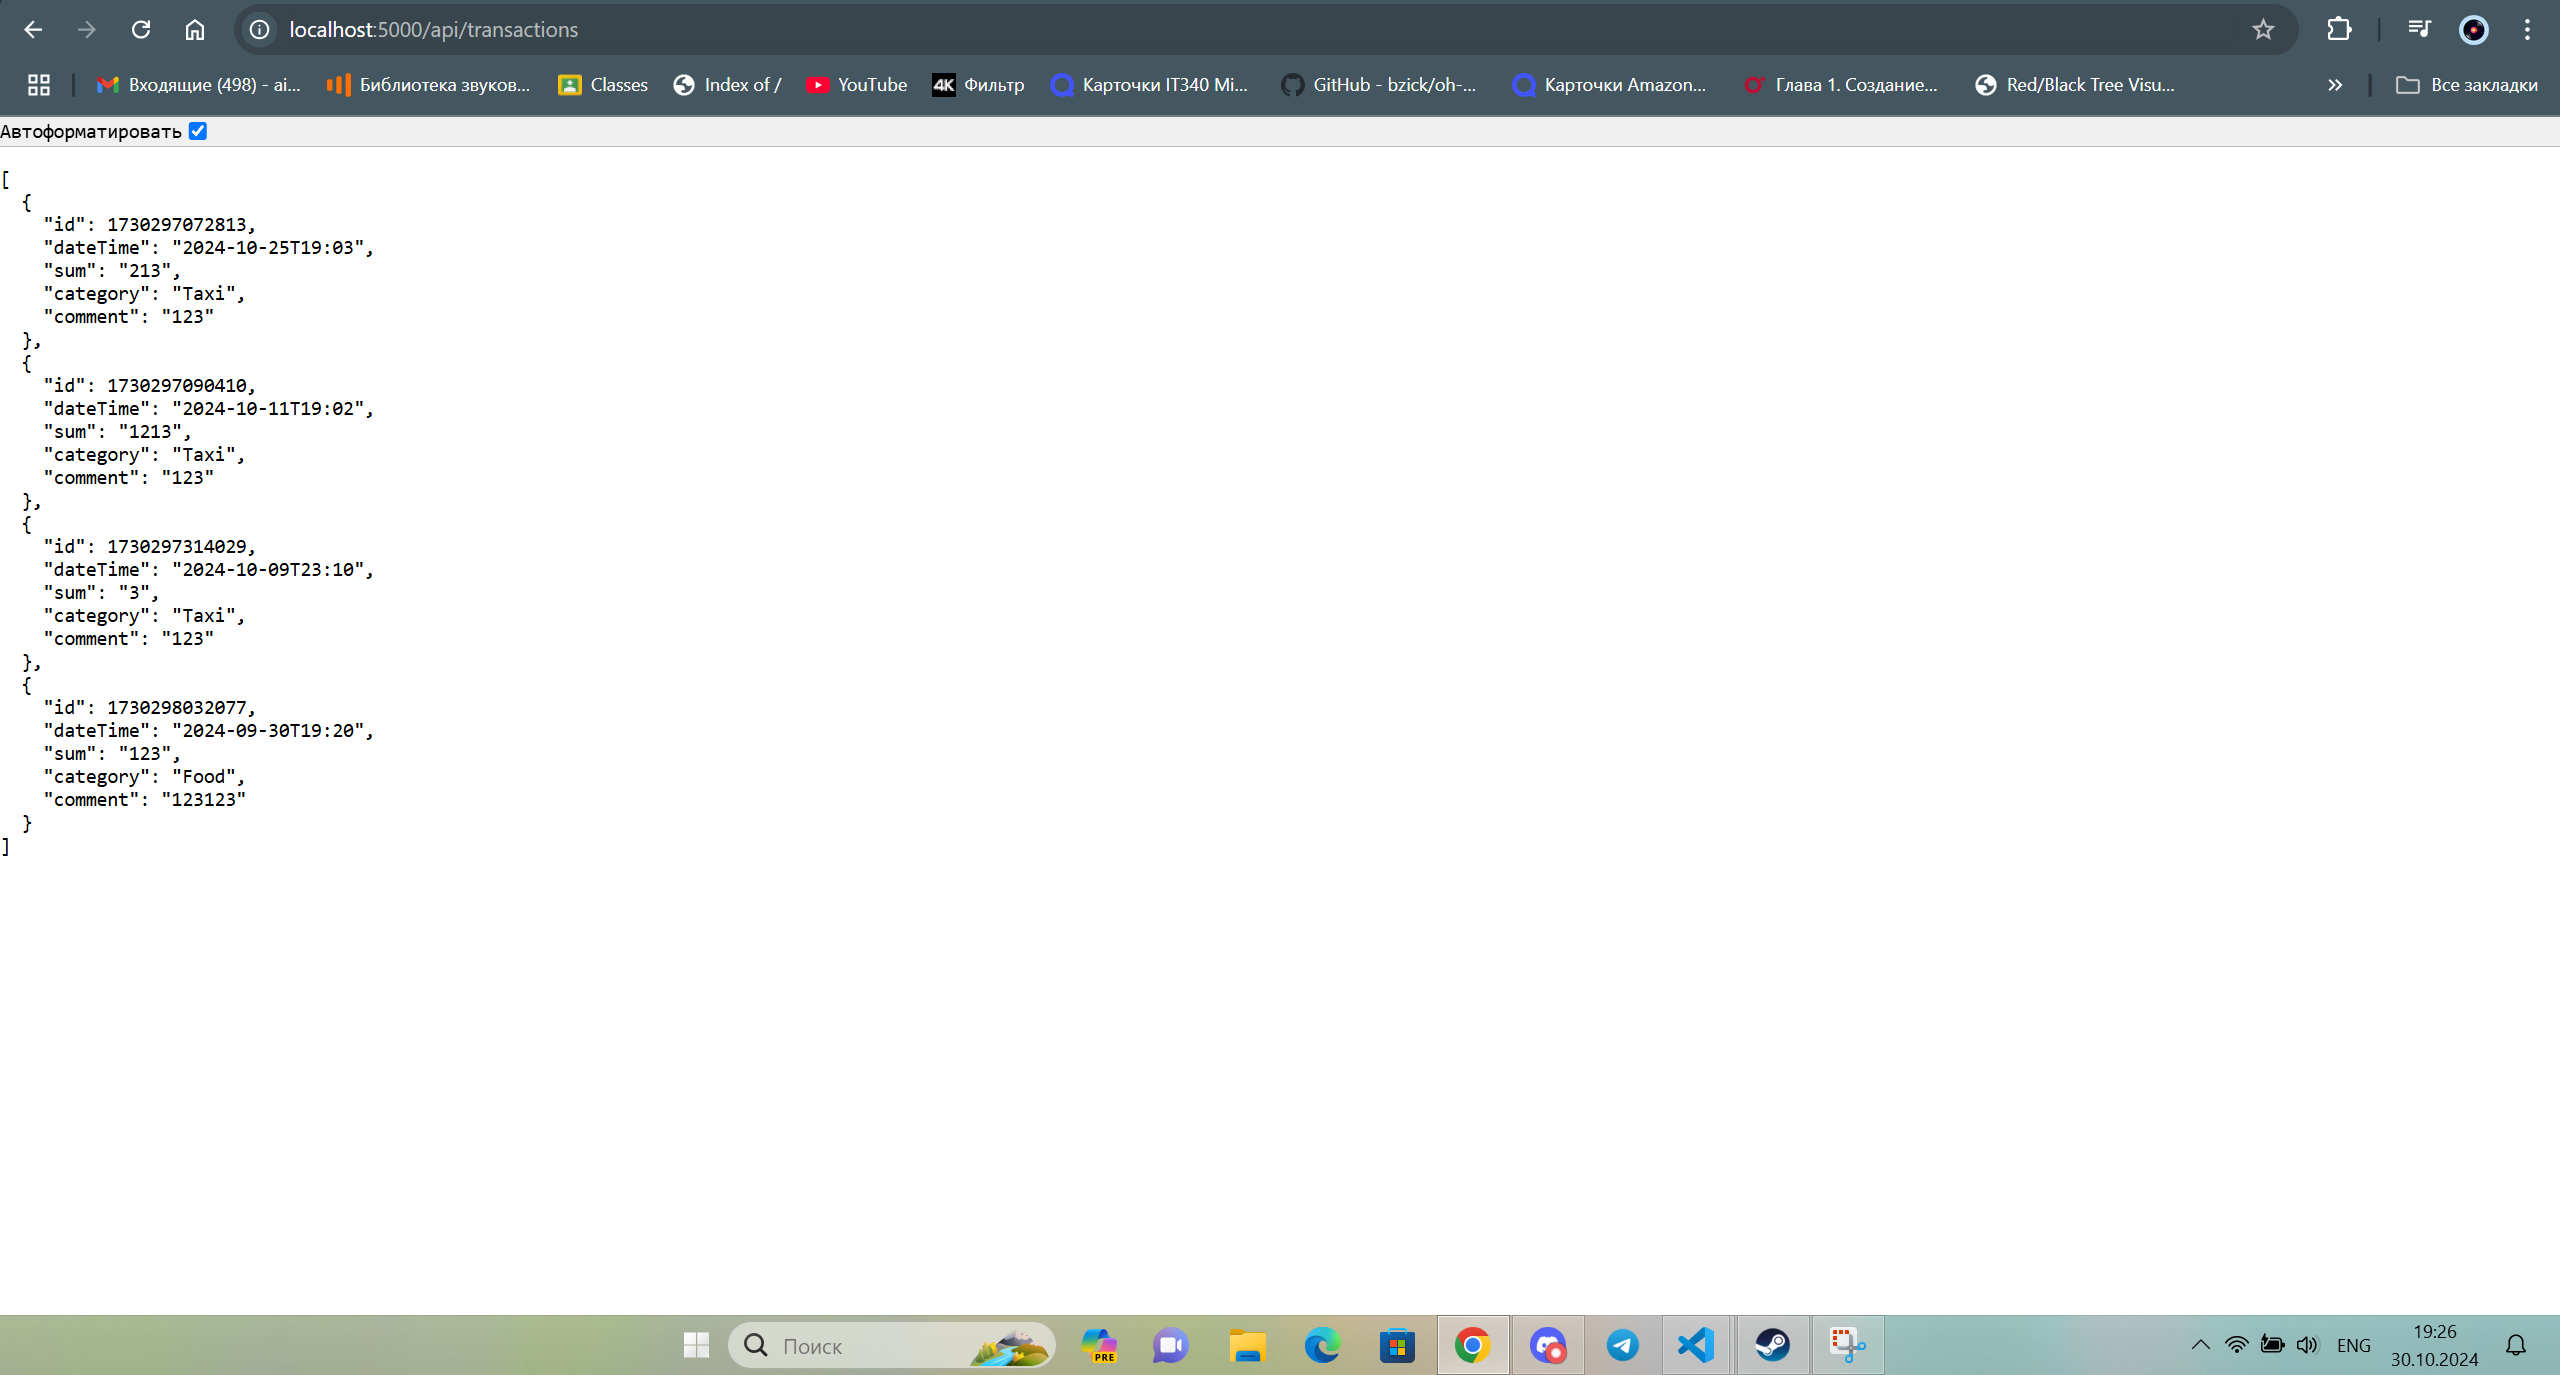 localhost:5000/api/transactions
Входящие (498) - ai...
Библиотека звуков...
Classes
Index of /
YouTube
4K Фильтр
Карточки IT340 Mi...
GitHub - bzick/oh-...
Карточки Amazon...
Глава 1. Создание...
Red/Black Tree Visu...
Все закладки
Автоформатировать
[
  {
    "id": 1730297072813,
    "dateTime": "2024-10-25T19:03",
    "sum": "213",
    "category": "Taxi",
    "comment": "123"
  },
  {
    "id": 1730297090410,
    "dateTime": "2024-10-11T19:02",
    "sum": "1213",
    "category": "Taxi",
    "comment": "123"
  },
  {
    "id": 1730297314029,
    "dateTime": "2024-10-09T23:10",
    "sum": "3",
    "category": "Taxi",
    "comment": "123"
  },
  {
    "id": 1730298032077,
    "dateTime": "2024-09-30T19:20",
    "sum": "123",
    "category": "Food",
    "comment": "123123"
  }
]
Поиск
PRE
ENG
19:26
30.10.2024